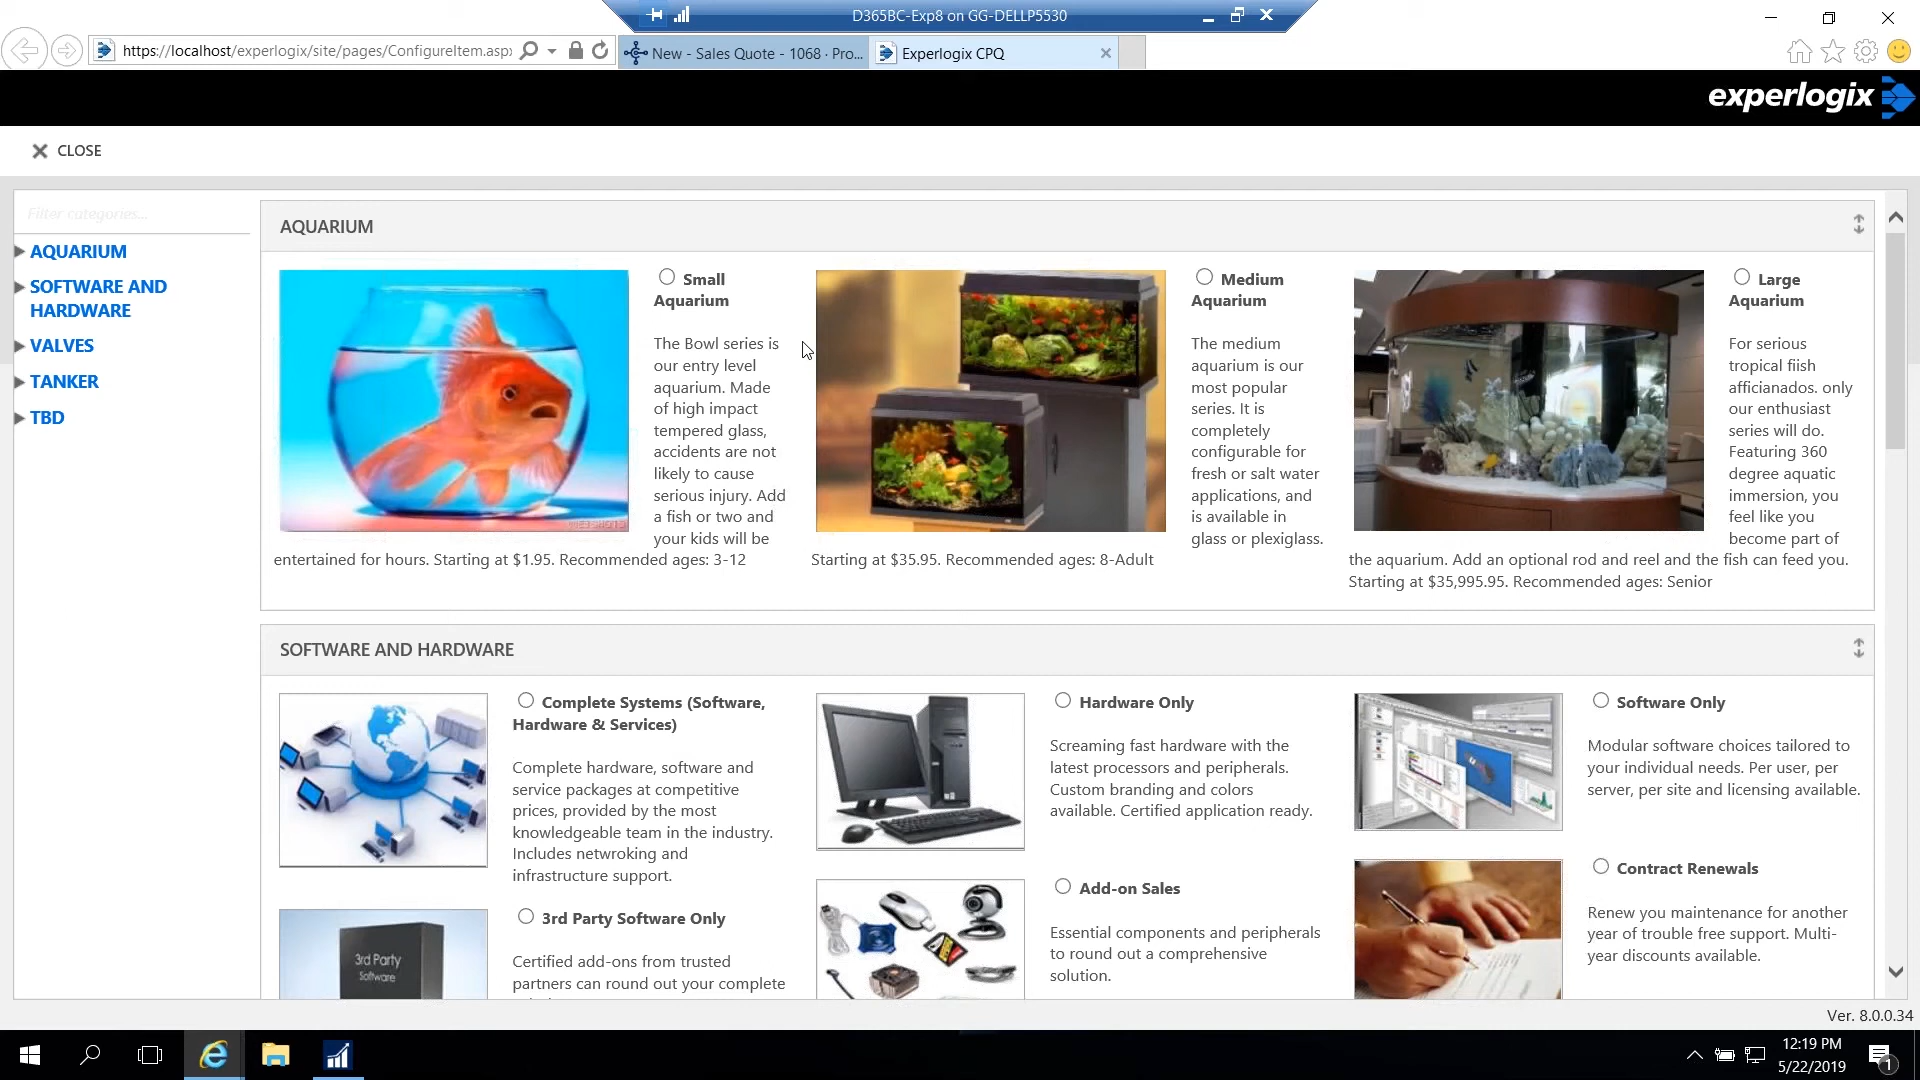 D365BC-Exp8 on GG-DELLP5530
https://localhost/experlogix/site/pages/ConfigureItem.asp
New - Sales Quote - 1068 · Pro...
Experlogix CPQ
experlogix
CLOSE
Filter categories...
AQUARIUM
SOFTWARE AND
HARDWARE
VALVES
TANKER
TBD
AQUARIUM
Small
Aquarium
The Bowl series is
our entry level
aquarium. Made
of high impact
tempered glass,
accidents are not
likely to cause
serious injury. Add
a fish or two and
your kids will be
entertained for hours. Starting at $1.95. Recommended ages: 3-12
WEBSHOTS
Medium
Aquarium
The medium
aquarium is our
most popular
series. It is
completely
configurable for
fresh or salt water
applications, and
is available in
glass or plexiglass.
Starting at $35.95. Recommended ages: 8-Adult
Large
Aquarium
For serious
tropical fiish
afficianados. only
our enthusiast
series will do.
Featuring 360
degree aquatic
immersion, you
feel like you
become part of
the aquarium. Add an optional rod and reel and the fish can feed you.
Starting at $35,995.95. Recommended ages: Senior
SOFTWARE AND HARDWARE
Complete Systems (Software,
Hardware & Services)
Complete hardware, software and
service packages at competitive
prices, provided by the most
knowledgeable team in the industry.
Includes netwroking and
infrastructure support.
Hardware Only
Screaming fast hardware with the
latest processors and peripherals.
Custom branding and colors
available. Certified application ready.
Software Only
Modular software choices tailored to
your individual needs. Per user, per
server, per site and licensing available.
3rd Party Software Only
Certified add-ons from trusted
partners can round out your complete
3rd Party
Software
Add-on Sales
Essential components and peripherals
to round out a comprehensive
solution.
Contract Renewals
Renew you maintenance for another
year of trouble free support. Multi-
year discounts available.
Ver. 8.0.0.34
12:19 PM
5/22/2019
1